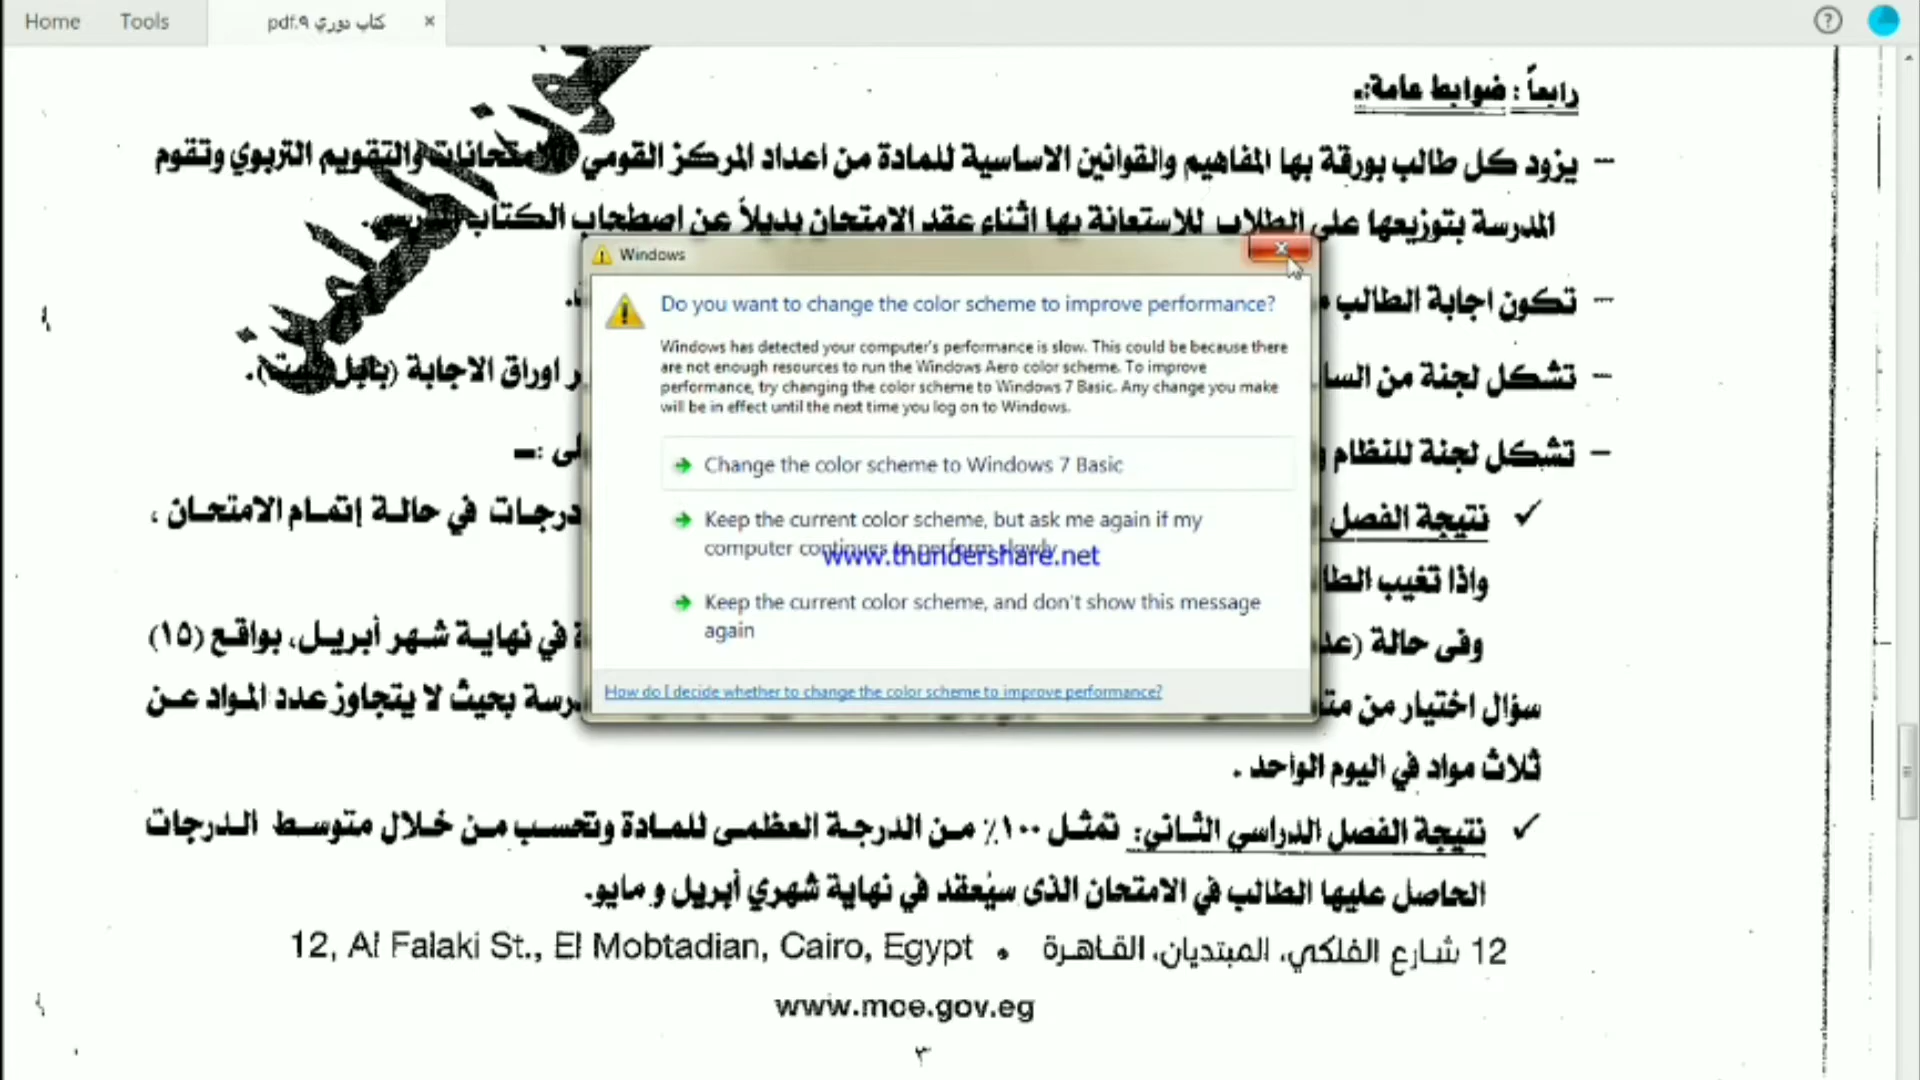 Home
Tools
كتاب دوري ٩.pdf
رابعاً : ضوابط عامة:
– يزود كل طالب بورقة بها المفاهيم والقوانين الاساسية للمادة من اعداد المركز القومي للامتحانات والتقويم التربوي وتقوم
المدرسة بتوزيعها على الطلاب للاستعانة بها اثناء عقد الامتحان بديلاً عن اصطحاب الكتاب المدرسي.
– تكون اجابة الطالب
– تشكل لجنة من
اوراق الاجابة (بابل شيت).
– تشكل لجنة للنظام
✓ نتيجة الفصل
في حالة إتمام الامتحان ،
واذا تغيب
وفى حالة
في نهاية شهر أبريل، بواقع (١٥)
سؤال اختيار من
بحيث لا يتجاوز عدد المواد عن
ثلاث مواد في اليوم الواحد .
✓ نتيجة الفصل الدراسي الثاني: تمثل ١٠٠٪ من الدرجة العظمى للمادة وتحسب من خلال متوسط الدرجات
الحاصل عليها الطالب في الامتحان الذى سيُعقد في نهاية شهري أبريل و مايو.
12, Al Falaki St., El Mobtadian, Cairo, Egypt • 12 شارع الفلكي، المبتديان، القاهرة
www.moe.gov.eg
٣
Windows
Do you want to change the color scheme to improve performance?
Windows has detected your computer's performance is slow. This could be because there
are not enough resources to run the Windows Aero color scheme. To improve
performance, try changing the color scheme to Windows 7 Basic. Any change you make
will be in effect until the next time you log on to Windows.
Change the color scheme to Windows 7 Basic
Keep the current color scheme, but ask me again if my
computer continues to perform slowly
www.thundershare.net
Keep the current color scheme, and don't show this message
again
How do I decide whether to change the color scheme to improve performance?